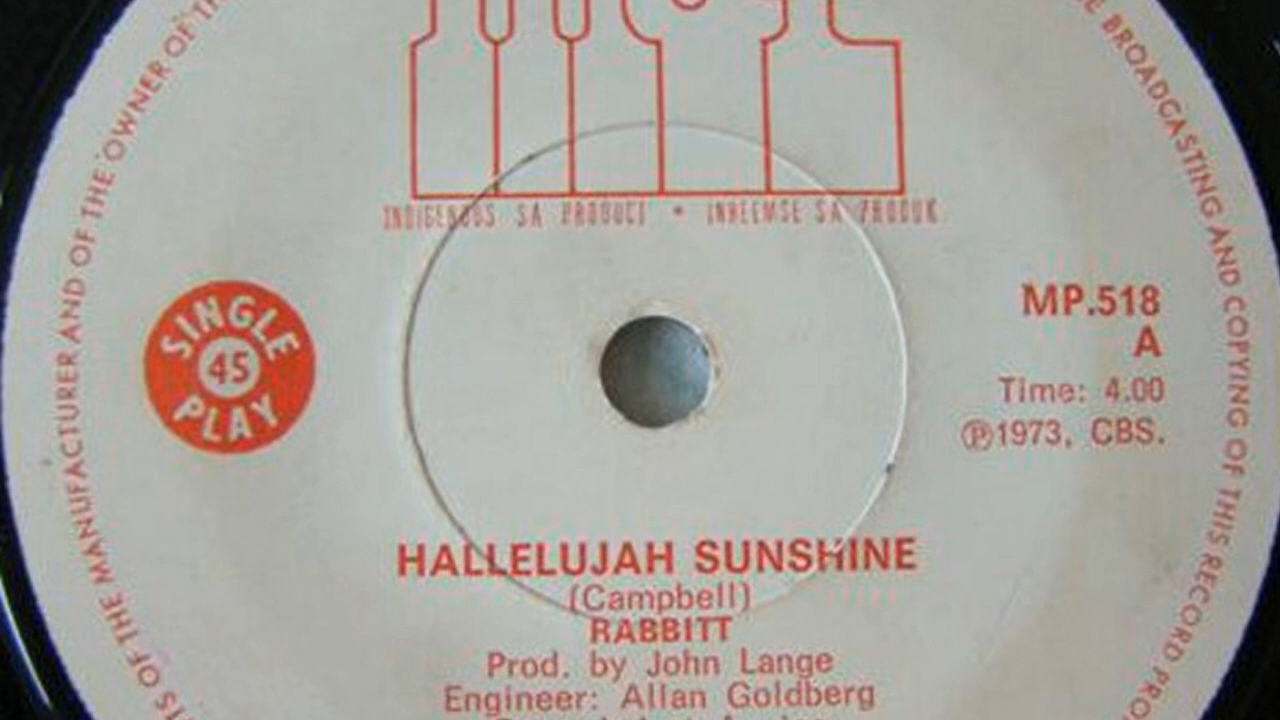 INDIGENOUS SA PRODUCT • INHEEMSE SA PRODUK
SINGLE
45
PLAY
MP.518
A
Time: 4.00
Ⓟ1973, CBS.
HALLELUJAH SUNSHINE
(Campbell)
RABBITT
Prod. by John Lange
Engineer: Allan Goldberg
OF THE MANUFACTURER AND OF THE OWNER OF
BROADCASTING AND COPYING OF THIS RECORD